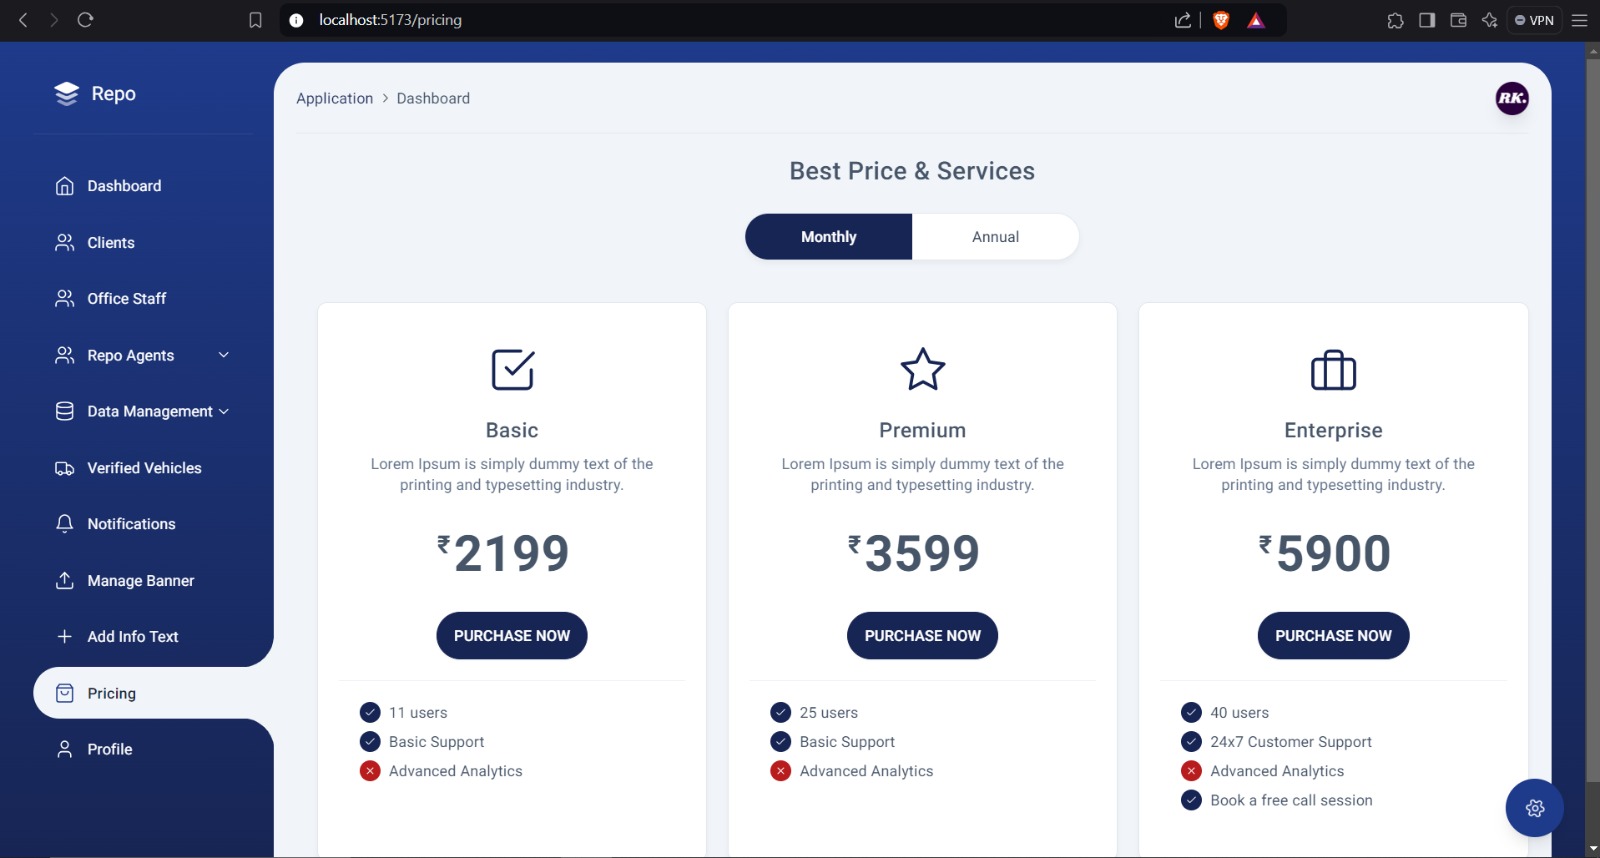 localhost:5173/pricing
VPN
Repo
Application > Dashboard
RK.
Dashboard
Clients
Office Staff
Repo Agents
Data Management
Verified Vehicles
Notifications
Manage Banner
Add Info Text
Pricing
Profile
Best Price & Services
Monthly
Annual
Basic
Lorem Ipsum is simply dummy text of the
printing and typesetting industry.
₹2199
PURCHASE NOW
11 users
Basic Support
Advanced Analytics
Premium
Lorem Ipsum is simply dummy text of the
printing and typesetting industry.
₹3599
PURCHASE NOW
25 users
Basic Support
Advanced Analytics
Enterprise
Lorem Ipsum is simply dummy text of the
printing and typesetting industry.
₹5900
PURCHASE NOW
40 users
24x7 Customer Support
Advanced Analytics
Book a free call session